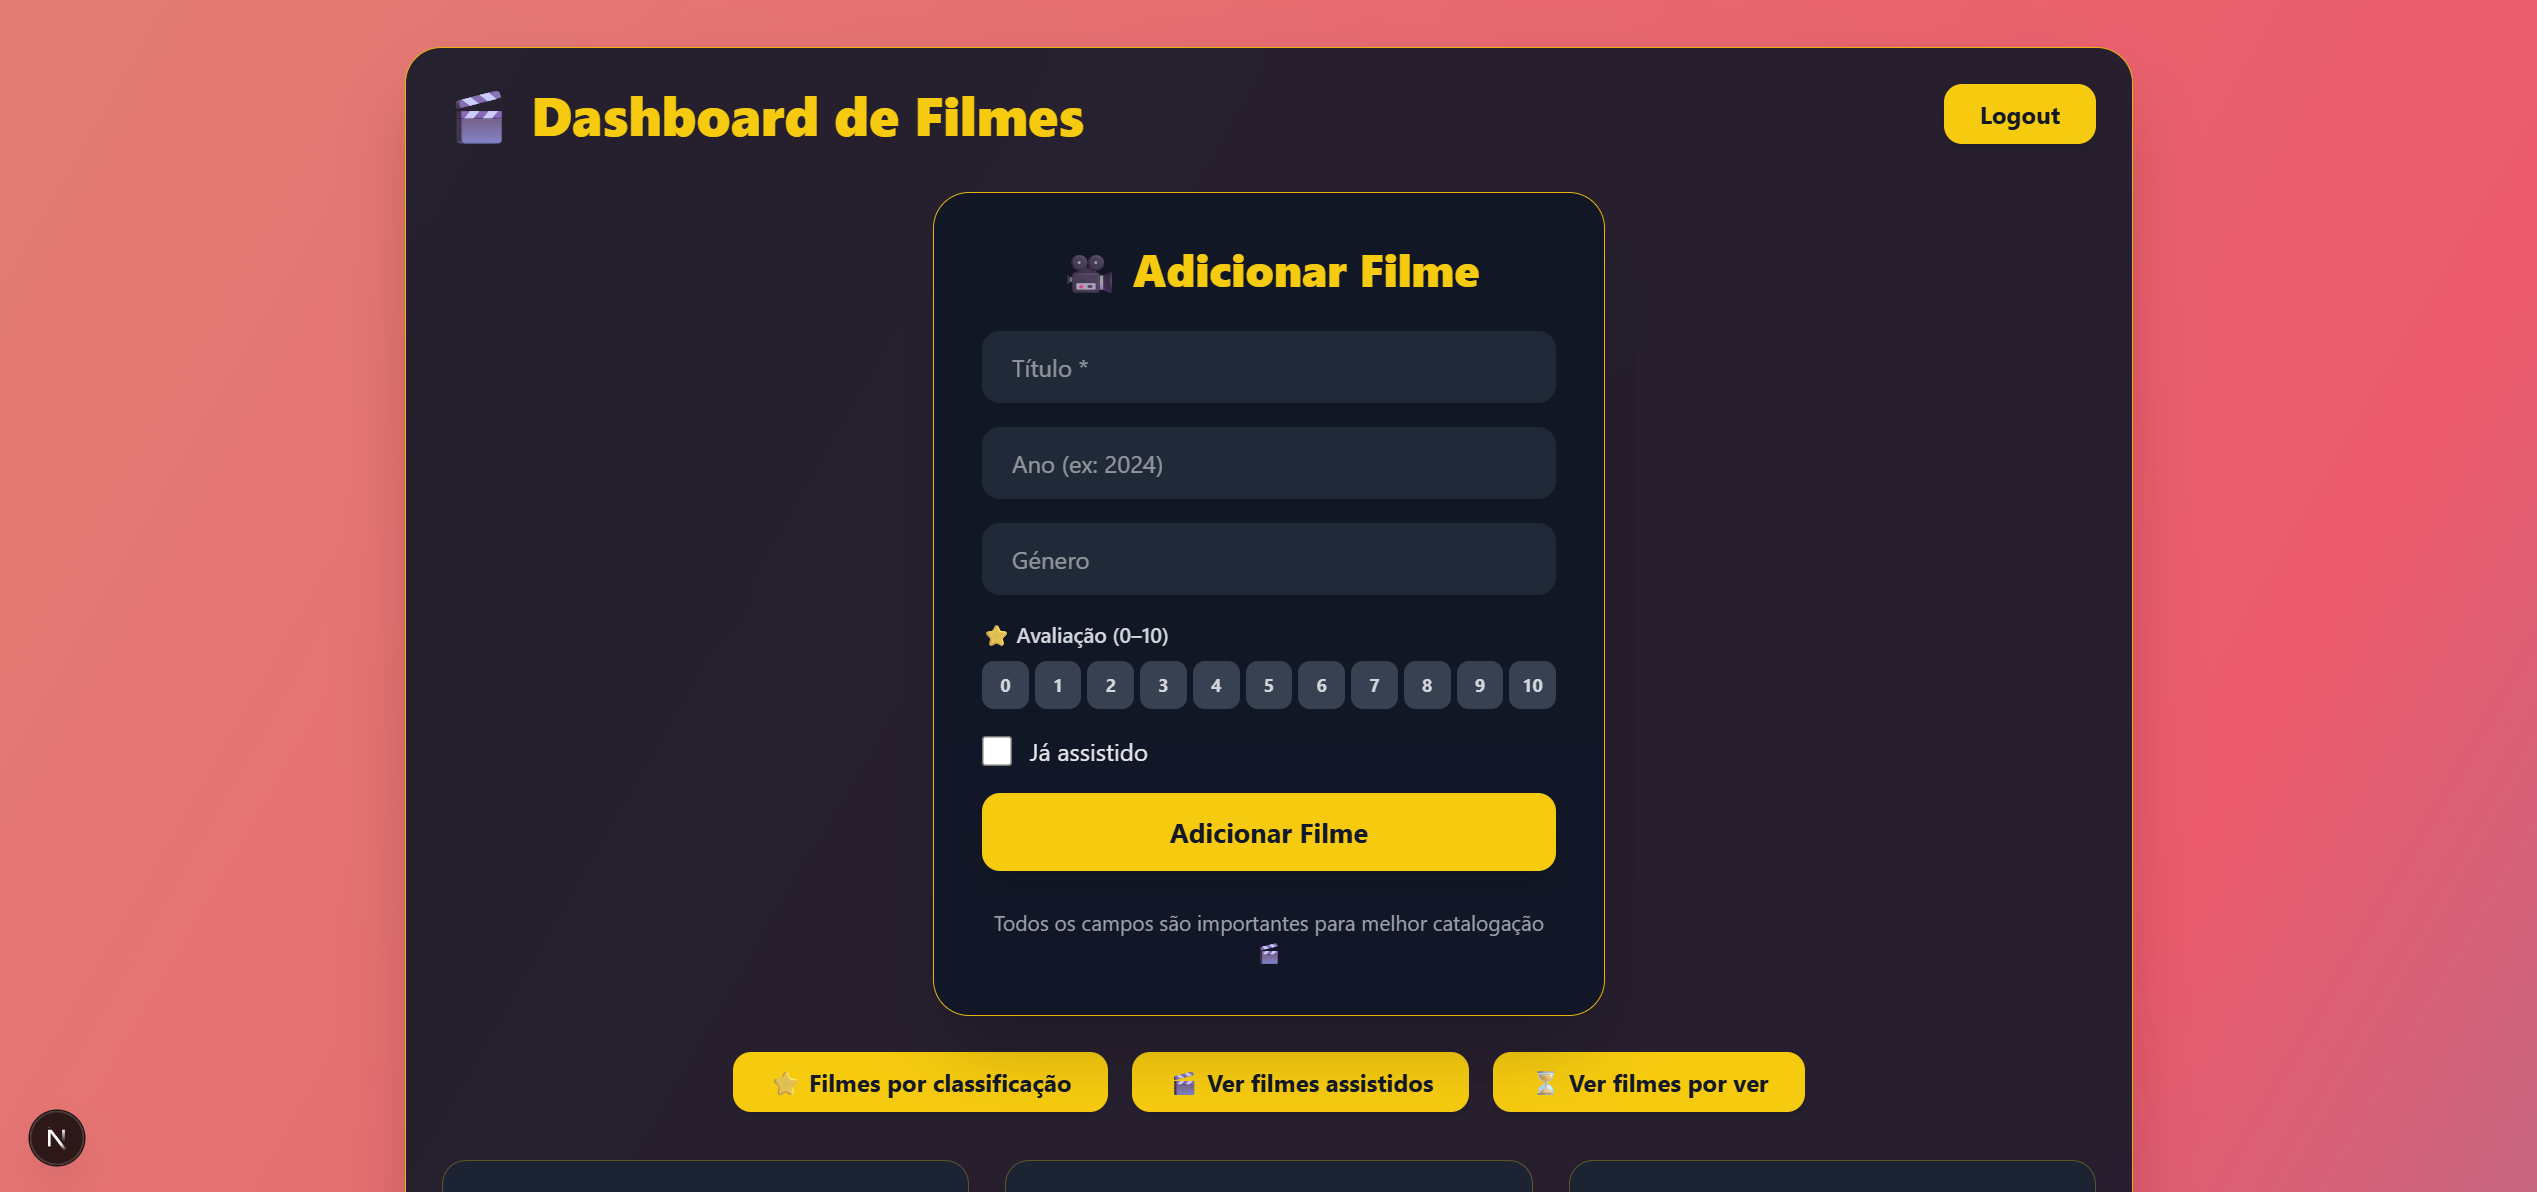 Dashboard de Filmes
Logout
Adicionar Filme
Título *
Ano (ex: 2024)
Género
Avaliação (0–10)
0 1 2 3 4 5 6 7 8 9 10
Já assistido
Adicionar Filme
Todos os campos são importantes para melhor catalogação
Filmes por classificação
Ver filmes assistidos
Ver filmes por ver
N